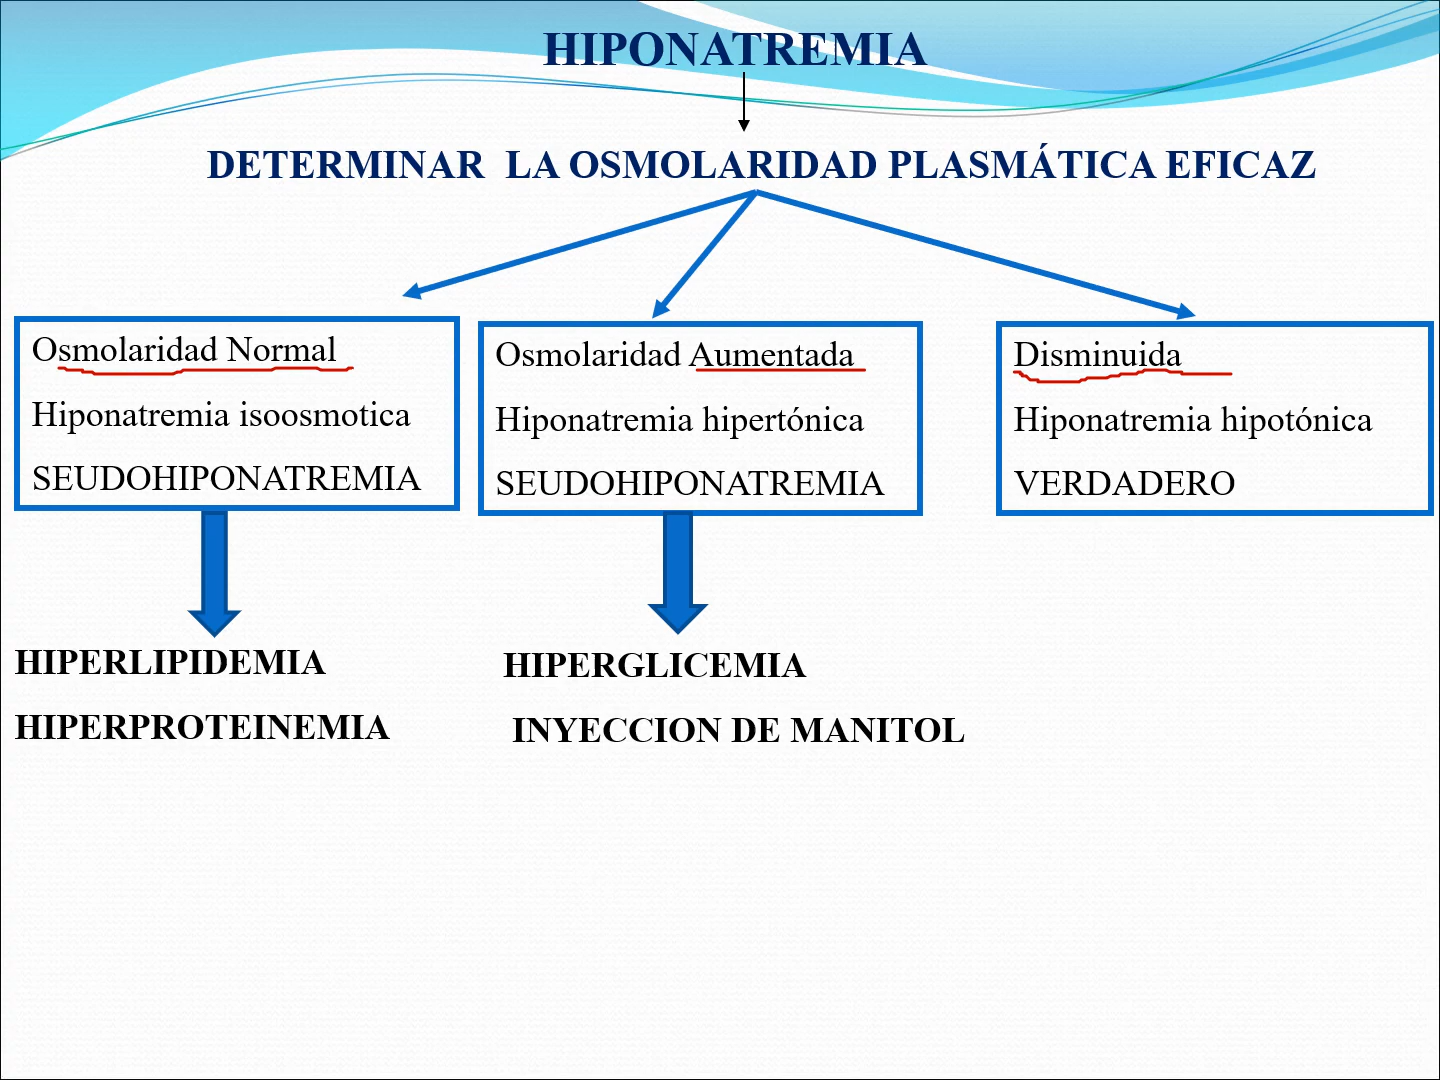 HIPONATREMIA
DETERMINAR LA OSMOLARIDAD PLASMÁTICA EFICAZ
Osmolaridad Normal
Hiponatremia isoosmotica
SEUDOHIPONATREMIA
Osmolaridad Aumentada
Hiponatremia hipertónica
SEUDOHIPONATREMIA
Disminuida
Hiponatremia hipotónica
VERDADERO
HIPERLIPIDEMIA
HIPERPROTEINEMIA
HIPERGLICEMIA
INYECCION DE MANITOL